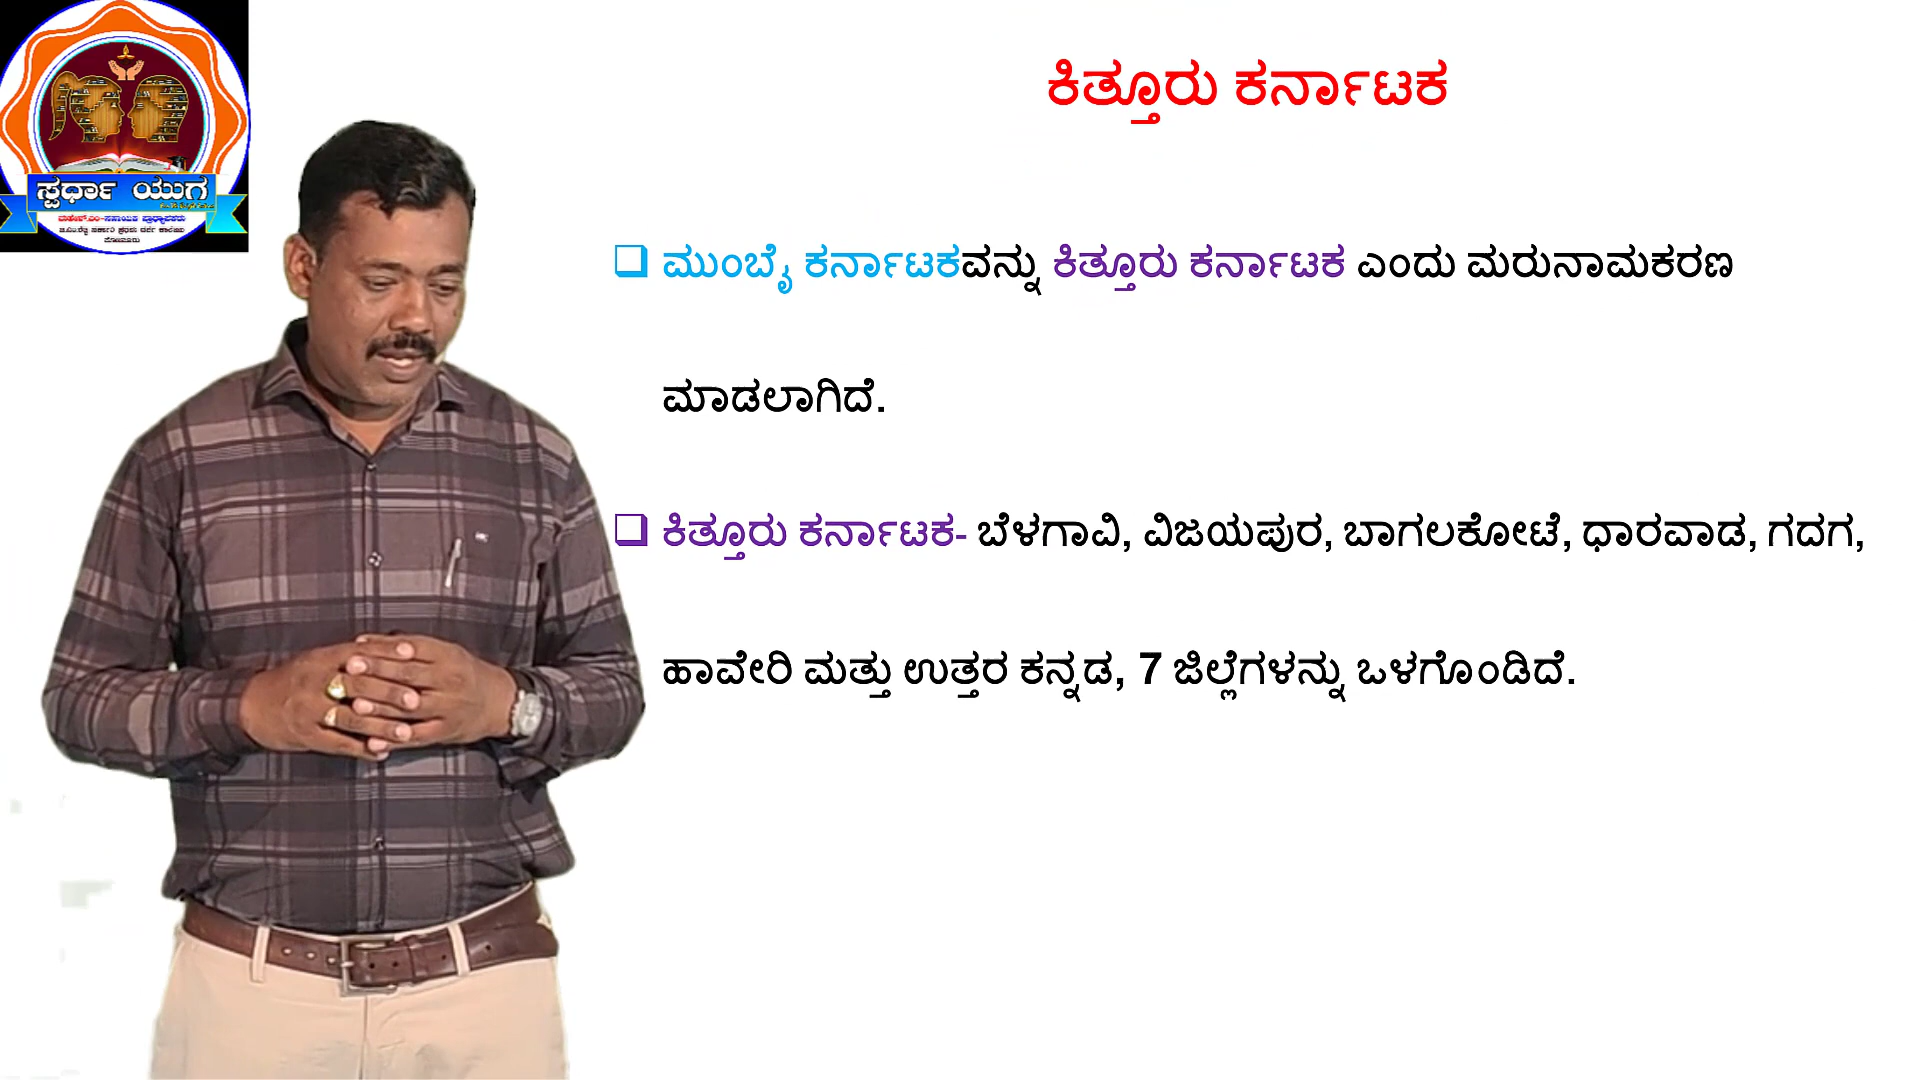 ಸ್ಪರ್ಧಾ ಯುಗ
ಕಿತ್ತೂರು ಕರ್ನಾಟಕ
❑ ಮುಂಬೈ ಕರ್ನಾಟಕವನ್ನು ಕಿತ್ತೂರು ಕರ್ನಾಟಕ ಎಂದು ಮರುನಾಮಕರಣ
ಮಾಡಲಾಗಿದೆ.
❑ ಕಿತ್ತೂರು ಕರ್ನಾಟಕ- ಬೆಳಗಾವಿ, ವಿಜಯಪುರ, ಬಾಗಲಕೋಟೆ, ಧಾರವಾಡ, ಗದಗ,
ಹಾವೇರಿ ಮತ್ತು ಉತ್ತರ ಕನ್ನಡ, 7 ಜಿಲ್ಲೆಗಳನ್ನು ಒಳಗೊಂಡಿದೆ.